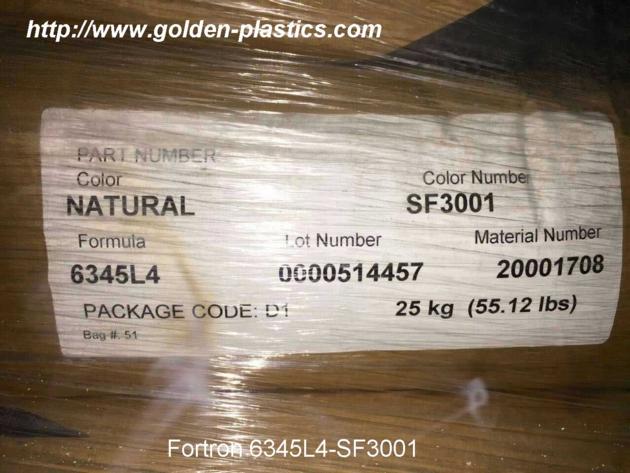 http://www.golden-plastics.com
PART NUMBER
Color Color Number
NATURAL SF3001
Formula Lot Number Material Number
6345L4 0000514457 20001708
PACKAGE CODE: D1 25 kg (55.12 lbs)
Bag #: 51
Fortron 6345L4-SF3001